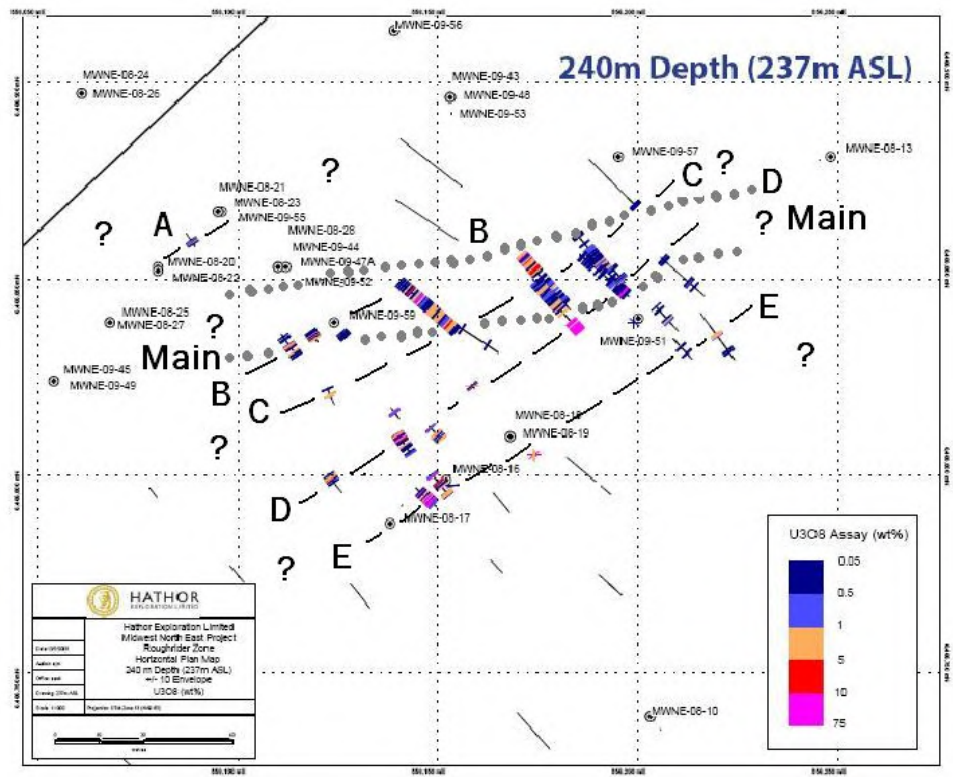 MWNE-09-56
240m Depth (237m ASL)
MWNE-08-24
MWNE-08-26
MWNE-09-43
MWNE-09-48
MWNE-09-53
MWNE-09-57
MWNE-08-13
?
C
?
D
MWNE-08-21
MWNE-08-23
MWNE-09-55
A
?
B
?
Main
MWNE-08-28
MWNE-09-44
MWNE-09-47A
MWNE-09-52
MWNE-08-20
MWNE-08-22
MWNE-08-25
MWNE-08-27
?
MWNE-09-59
E
MWNE-09-51
?
Main
MWNE-09-45
MWNE-09-49
B
C
MWNE-08-19
?
MWNE-08-16
D
MWNE-08-17
E
?
U3O8 Assay (wt%)
0.05
0.5
1
5
10
75
HATHOR
EXPLORATION LIMITED
Hathor Exploration Limited
Midwest North East Project
Roughrider Zone
Horizontal Plan Map
240 m Depth (237m ASL)
+/- 10 Envelope
U3O8 (wt%)
MWNE-08-10